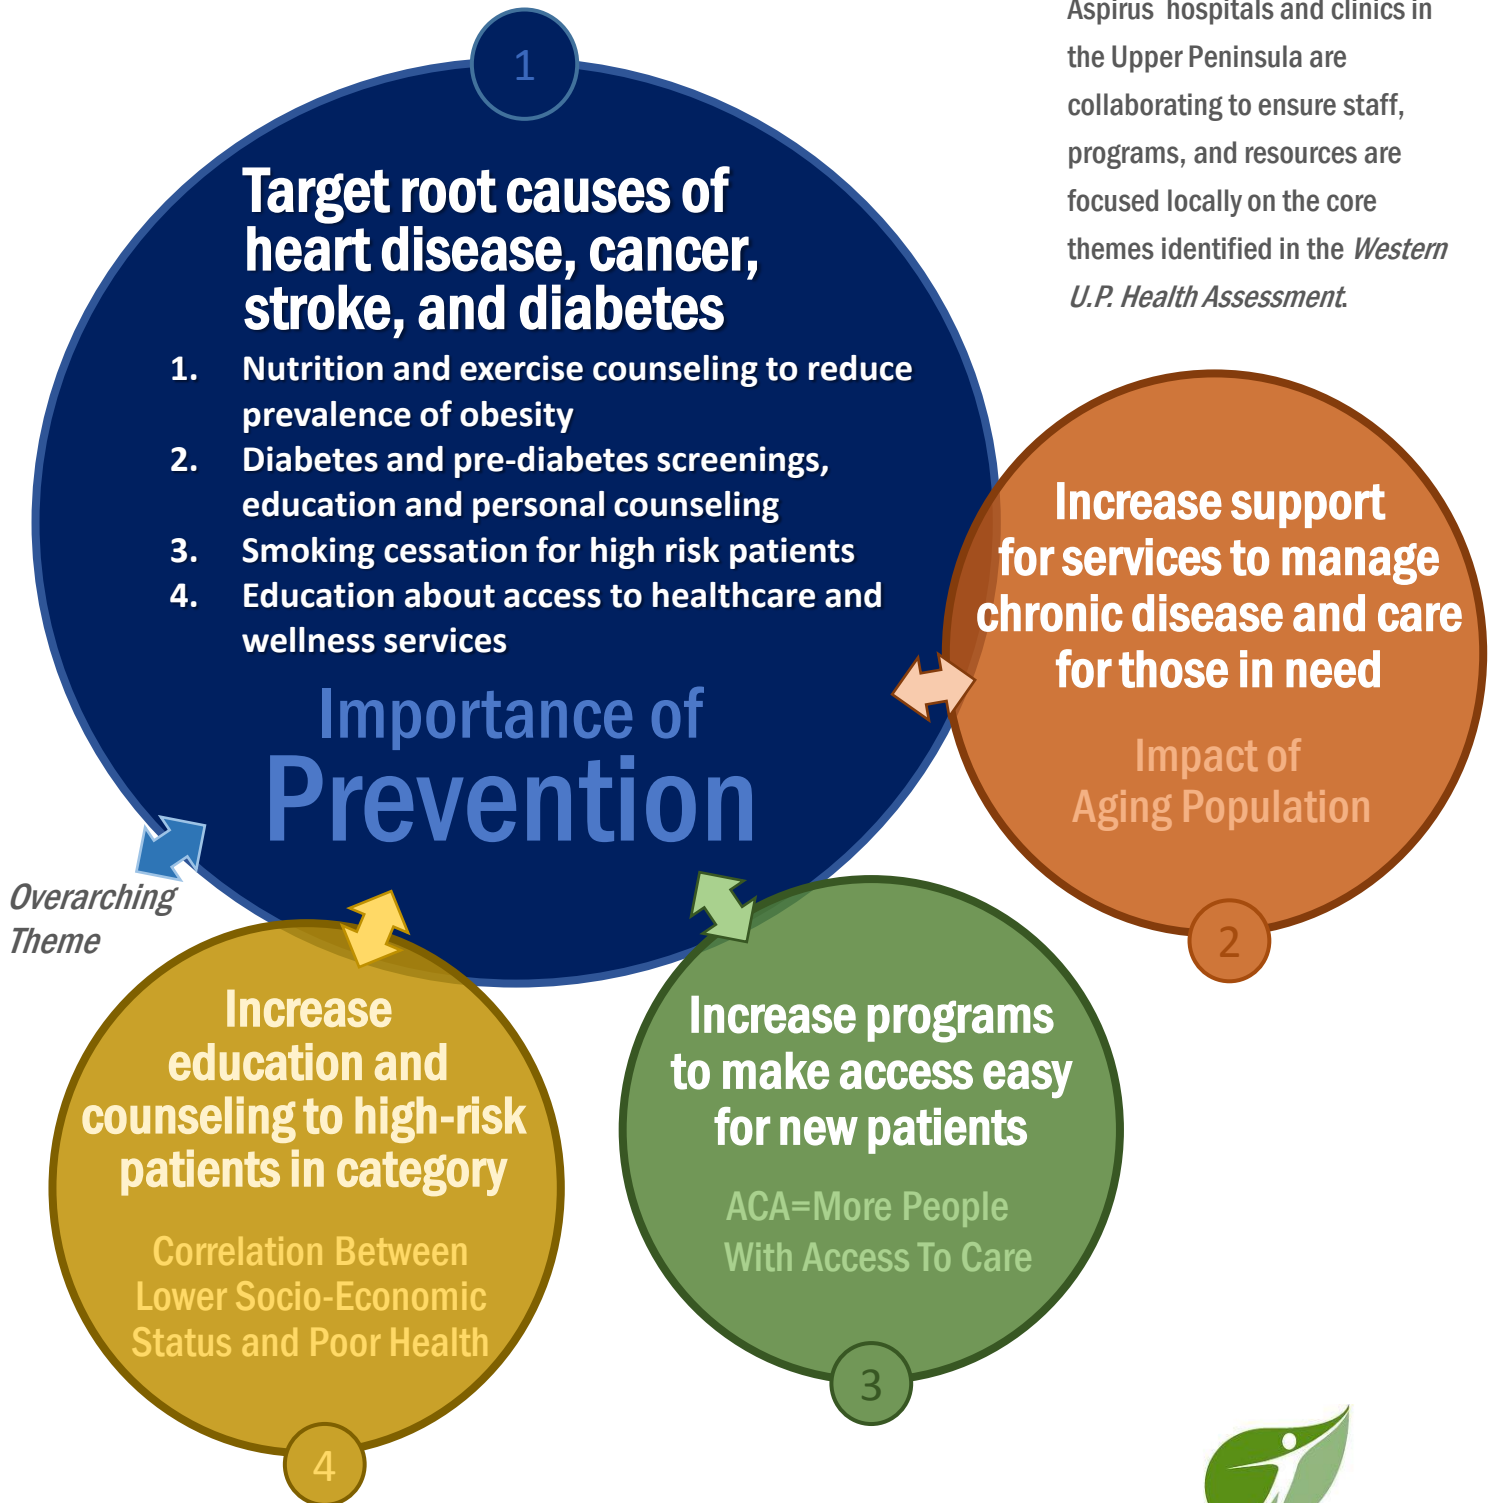 1
Target root causes of
heart disease, cancer,
stroke, and diabetes
1. Nutrition and exercise counseling to reduce
prevalence of obesity
2. Diabetes and pre-diabetes screenings,
education and personal counseling
3. Smoking cessation for high risk patients
4. Education about access to healthcare and
wellness services
Importance of
Prevention
Overarching
Theme
Aspirus hospitals and clinics in
the Upper Peninsula are
collaborating to ensure staff,
programs, and resources are
focused locally on the core
themes identified in the Western
U.P. Health Assessment.
Increase support
for services to manage
chronic disease and care
for those in need
Impact of
Aging Population
2
Increase programs
to make access easy
for new patients
ACA=More People
With Access To Care
3
Increase
education and
counseling to high-risk
patients in category
Correlation Between
Lower Socio-Economic
Status and Poor Health
4